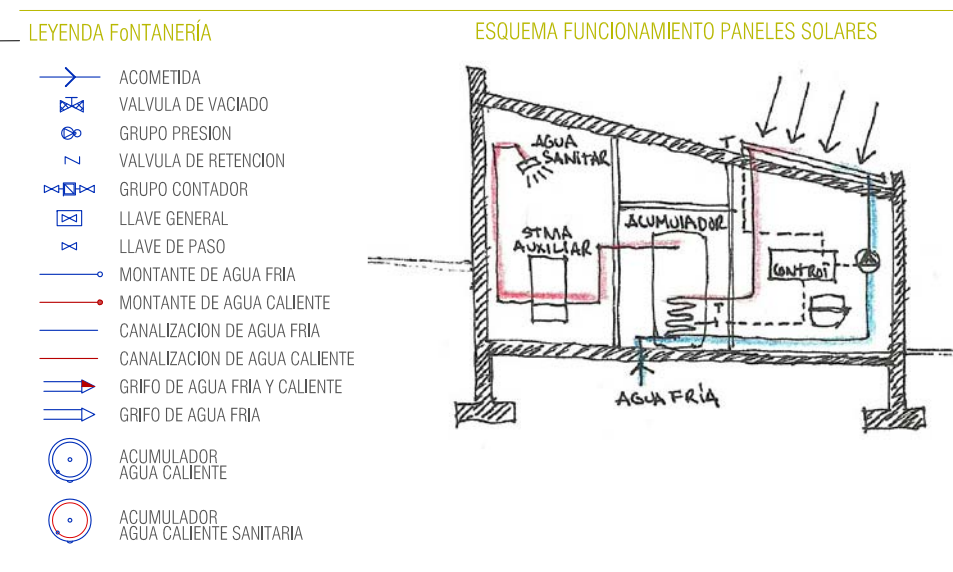 LEYENDA FoNTANERÍA
ACOMETIDA
VALVULA DE VACIADO
GRUPO PRESION
VALVULA DE RETENCION
GRUPO CONTADOR
LLAVE GENERAL
LLAVE DE PASO
MONTANTE DE AGUA FRIA
MONTANTE DE AGUA CALIENTE
CANALIZACION DE AGUA FRIA
CANALIZACION DE AGUA CALIENTE
GRIFO DE AGUA FRIA Y CALIENTE
GRIFO DE AGUA FRIA
ACUMULADOR
AGUA CALIENTE
ACUMULADOR
AGUA CALIENTE SANITARIA
ESQUEMA FUNCIONAMIENTO PANELES SOLARES
T
AGUA
SANITAR
ACUMULADOR
STMA
AUXILIAR
CONTROL
T
AGUA FRÍA